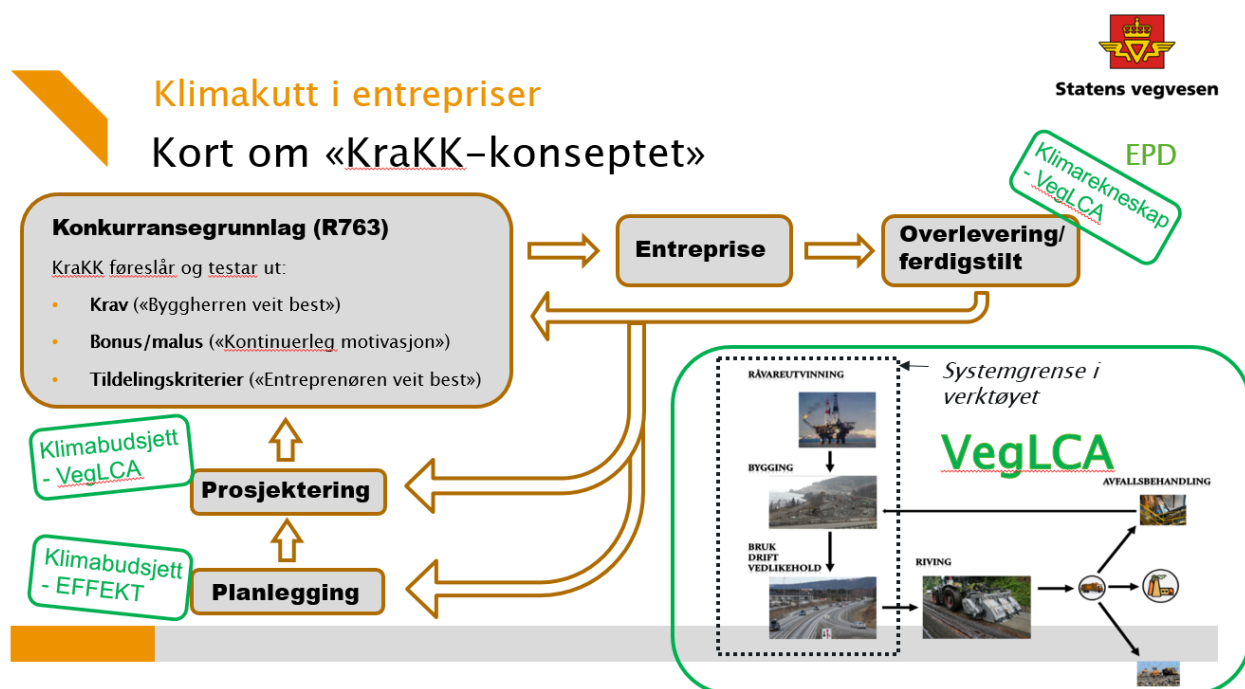 Statens vegvesen
Klimakutt i entrepriser
Kort om «KraKK-konseptet»
EPD
Klimarekneskap
- VegLCA
Konkurransegrunnlag (R763)
KraKK føreslår og testar ut:
• Krav («Byggherren veit best»)
• Bonus/malus («Kontinuerleg motivasjon»)
• Tildelingskriterier («Entreprenøren veit best»)
Entreprise
Overlevering/
ferdigstilt
Klimabudsjett
- VegLCA
Prosjektering
Klimabudsjett
- EFFEKT
Planlegging
Systemgrense i
verktøyet
VegLCA
RÅVAREUTVINNING
BYGGING
BRUK
DRIFT
VEDLIKEHOLD
RIVING
AVFALLSBEHANDLING